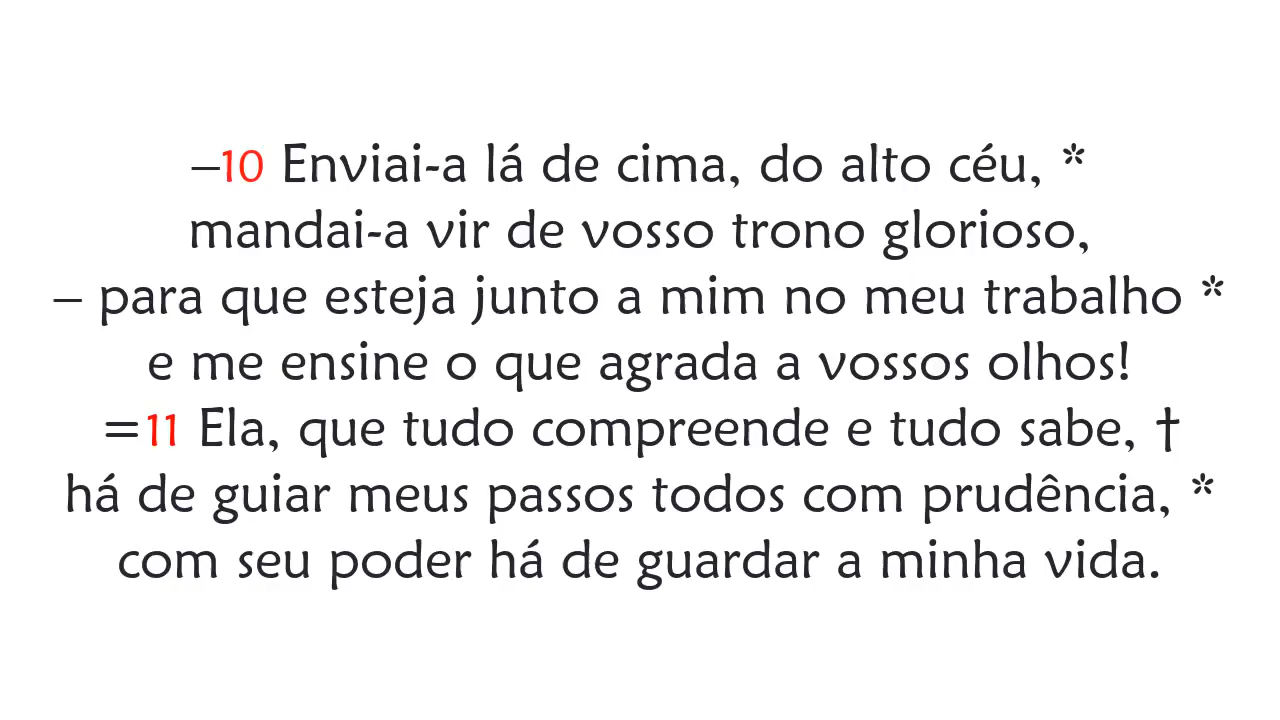 –10 Enviai-a lá de cima, do alto céu, *
mandai-a vir de vosso trono glorioso,
– para que esteja junto a mim no meu trabalho *
e me ensine o que agrada a vossos olhos!
=11 Ela, que tudo compreende e tudo sabe, †
há de guiar meus passos todos com prudência, *
com seu poder há de guardar a minha vida.